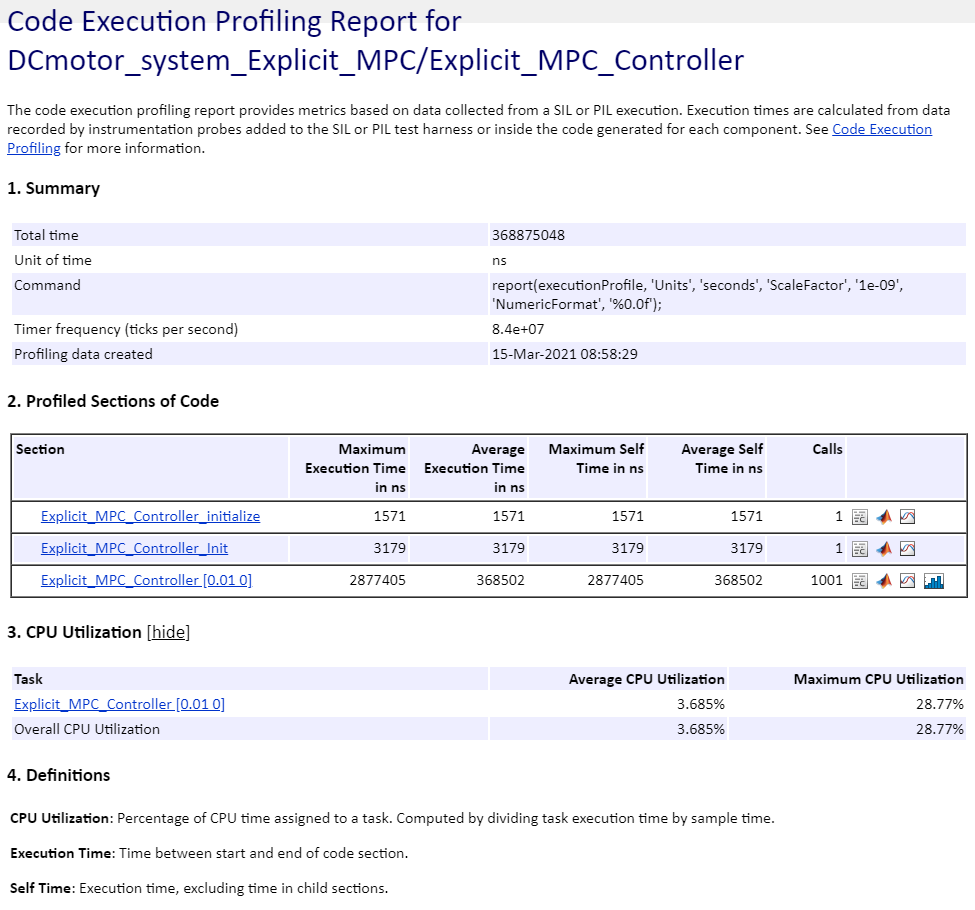 Code Execution Profiling Report for
DCmotor_system_Explicit_MPC/Explicit_MPC_Controller
The code execution profiling report provides metrics based on data collected from a SIL or PIL execution. Execution times are calculated from data
recorded by instrumentation probes added to the SIL or PIL test harness or inside the code generated for each component. See Code Execution
Profiling for more information.
1. Summary
Total time 368875048
Unit of time ns
Command report(executionProfile, 'Units', 'seconds', 'ScaleFactor', '1e-09',
'NumericFormat', '%0.0f');
Timer frequency (ticks per second) 8.4e+07
Profiling data created 15-Mar-2021 08:58:29
2. Profiled Sections of Code
Section Maximum Average Maximum Self Average Self Calls
Execution Time Execution Time Time in ns Time in ns
in ns in ns
Explicit_MPC_Controller_initialize 1571 1571 1571 1571 1
Explicit_MPC_Controller_Init 3179 3179 3179 3179 1
Explicit_MPC_Controller [0.01 0] 2877405 368502 2877405 368502 1001
3. CPU Utilization [hide]
Task Average CPU Utilization Maximum CPU Utilization
Explicit_MPC_Controller [0.01 0] 3.685% 28.77%
Overall CPU Utilization 3.685% 28.77%
4. Definitions
CPU Utilization: Percentage of CPU time assigned to a task. Computed by dividing task execution time by sample time.
Execution Time: Time between start and end of code section.
Self Time: Execution time, excluding time in child sections.